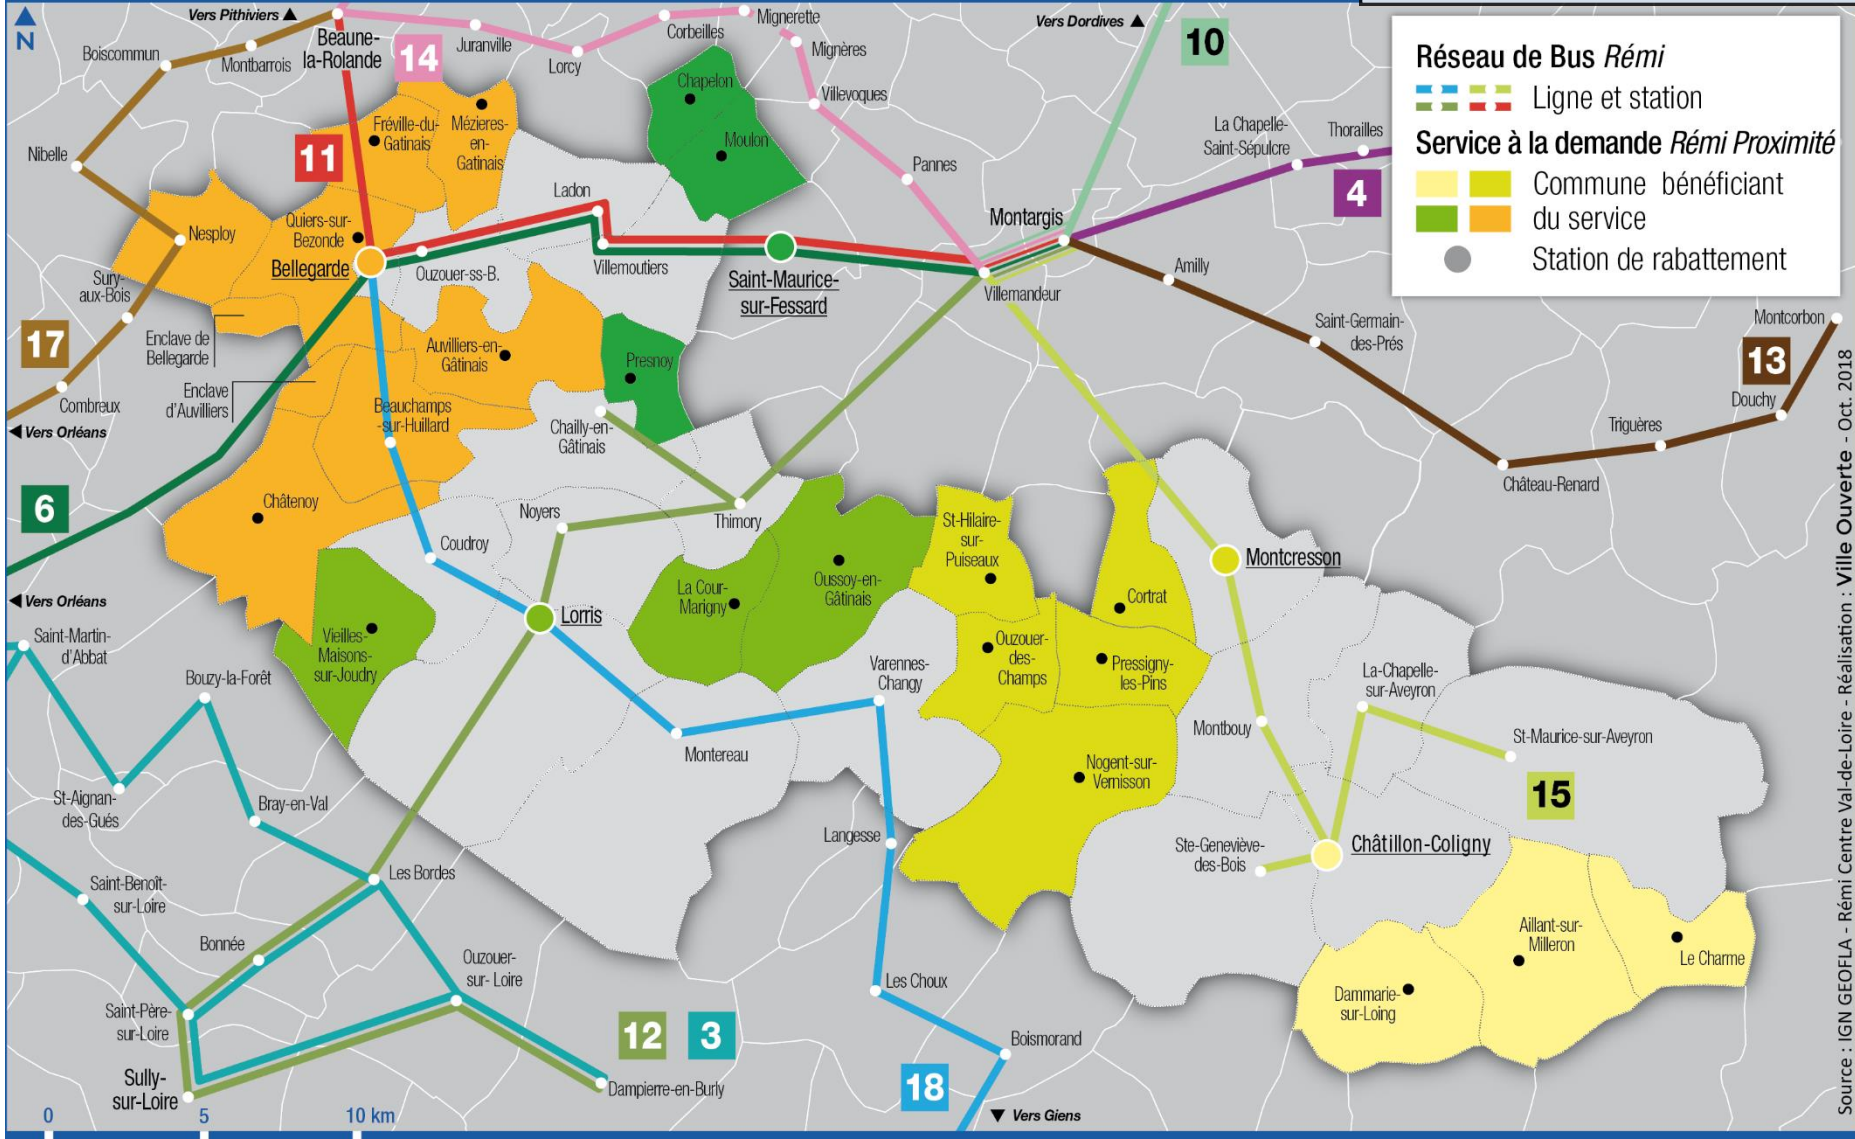 Vers Pithiviers
N
Boiscommun
Montbarrois
Beaune-
la-Rolande
14
Juranville
Lorcy
Corbeilles
Mignerette
Mignères
Villevoques
Pannes
Vers Dordives
10
La Chapelle-
Saint-Sépulcre
Thorailles
4
Réseau de Bus Rémi
Ligne et station
Service à la demande Rémi Proximité
Commune bénéficiant
du service
Station de rabattement
Chapelon
Moulon
Fréville-du-
Gatinais
Mézieres-
en-
Gatinais
11
Nibelle
Nesploy
Quiers-sur-
Bezonde
Bellegarde
Ladon
Ouzouer-ss-B.
Villemoutiers
Saint-Maurice-
sur-Fessard
Montargis
Villemandeur
Amilly
Saint-Germain-
des-Prés
Montcorbon
13
Douchy
Triguères
Château-Renard
Sury-
aux-Bois
Enclave de
Bellegarde
17
Combreux
Enclave
d'Auvilliers
Vers Orléans
Auvilliers-en-
Gâtinais
Presnoy
Beauchamps
-sur-Huillard
Chailly-en-
Gâtinais
6
Châtenoy
Noyers
Thimory
Coudroy
Vers Orléans
Saint-Martin-
d'Abbat
Vieilles-
Maisons-
sur-Joudry
Lorris
La Cour-
Marigny
Oussoy-en-
Gâtinais
St-Hilaire-
sur-
Puiseaux
Cortrat
Montcresson
Ouzouer-
des-
Champs
Pressigny-
les-Pins
Varennes-
Changy
La-Chapelle-
sur-Aveyron
Montbouy
St-Maurice-sur-Aveyron
15
Bouzy-la-Forêt
Montereau
Nogent-sur-
Vernisson
St-Aignan-
des-Gués
Bray-en-Val
Langesse
Ste-Geneviève-
des-Bois
Châtillon-Coligny
Les Bordes
Saint-Benoît-
sur-Loire
Bonnée
Ouzouer-
sur- Loire
Aillant-sur-
Milleron
Le Charme
Dammarie-
sur-Loing
Les Choux
Saint-Père-
sur-Loire
12
3
Boismorand
18
Sully-
sur-Loire
Dampierre-en-Burly
Vers Giens
0 5 10 km
Source : IGN GEOFLA - Rémi Centre Val-de-Loire - Réalisation : Ville Ouverte - Oct. 2018